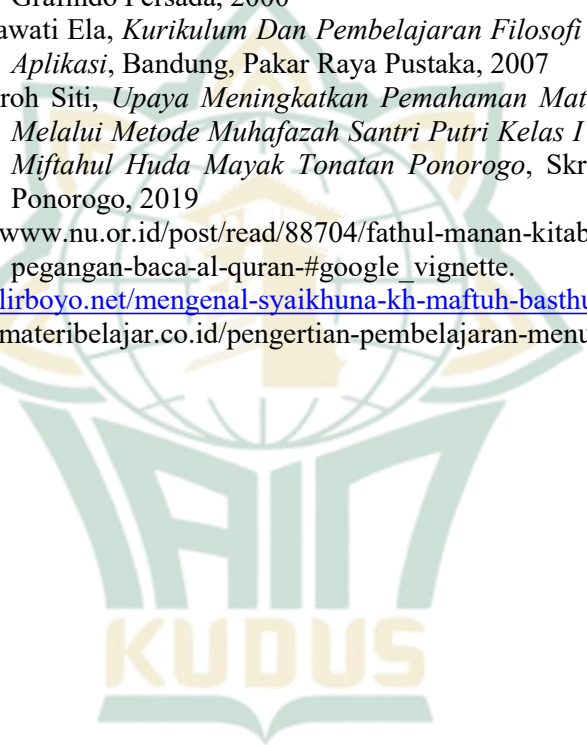 Grafindo Persada, 2000
awati Ela, Kurikulum Dan Pembelajaran Filosofi
Aplikasi, Bandung, Pakar Raya Pustaka, 2007
roh Siti, Upaya Meningkatkan Pemahaman Mat
Melalui Metode Muhafazah Santri Putri Kelas I
Miftahul Huda Mayak Tonatan Ponorogo, Skr
Ponorogo, 2019
www.nu.or.id/post/read/88704/fathul-manan-kitab
pegangan-baca-al-quran-#google_vignette.
lirboyo.net/mengenal-syaikhuna-kh-maftuh-basthu
materibelajar.co.id/pengertian-pembelajaran-menu
IAIN
KUDUS